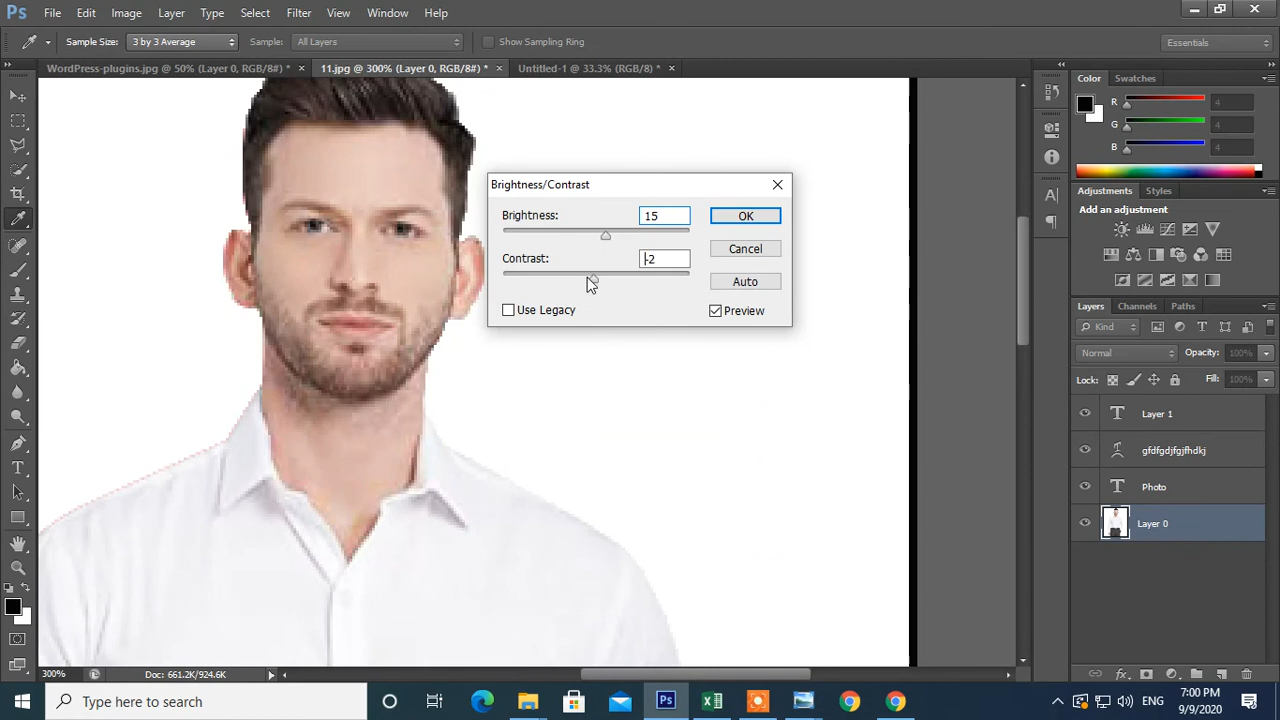 Ps File Edit Image Layer Type Select Filter View Window Help
Sample Size: 3 by 3 Average Sample: All Layers Show Sampling Ring Essentials
WordPress-plugins.jpg @ 50% (Layer 0, RGB/8#) * × 11.jpg @ 300% (Layer 0, RGB/8#) * × Untitled-1 @ 33.3% (RGB/8) * ×
Color Swatches
R 4
G 4
B 4
Brightness/Contrast
Brightness: 15 OK
Cancel
Contrast: -2
Auto
Use Legacy Preview
Adjustments Styles
Add an adjustment
Layers Channels Paths
Kind
Normal Opacity: 100%
Lock: Fill: 100%
Layer 1
gfdfgdjfgjfhdkj
Photo
Layer 0
300% Doc: 661.2K/924.6K
Type here to search ENG 7:00 PM
9/9/2020